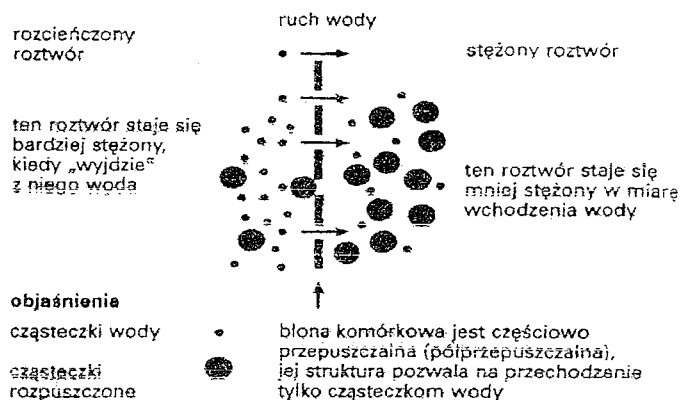 ruch wody
rozcieńczony
roztwór
stężony roztwór
ten roztwór staje się
bardziej stężony,
kiedy „wyjdzie”
z niego woda
ten roztwór staje się
mniej stężony w miarę
wchodzenia wody
objaśnienia
cząsteczki wody
cząsteczki
rozpuszczone
błona komórkowa jest częściowo
przepuszczalna (półprzepuszczalna),
jej struktura pozwala na przechodzenie
tylko cząsteczkom wody